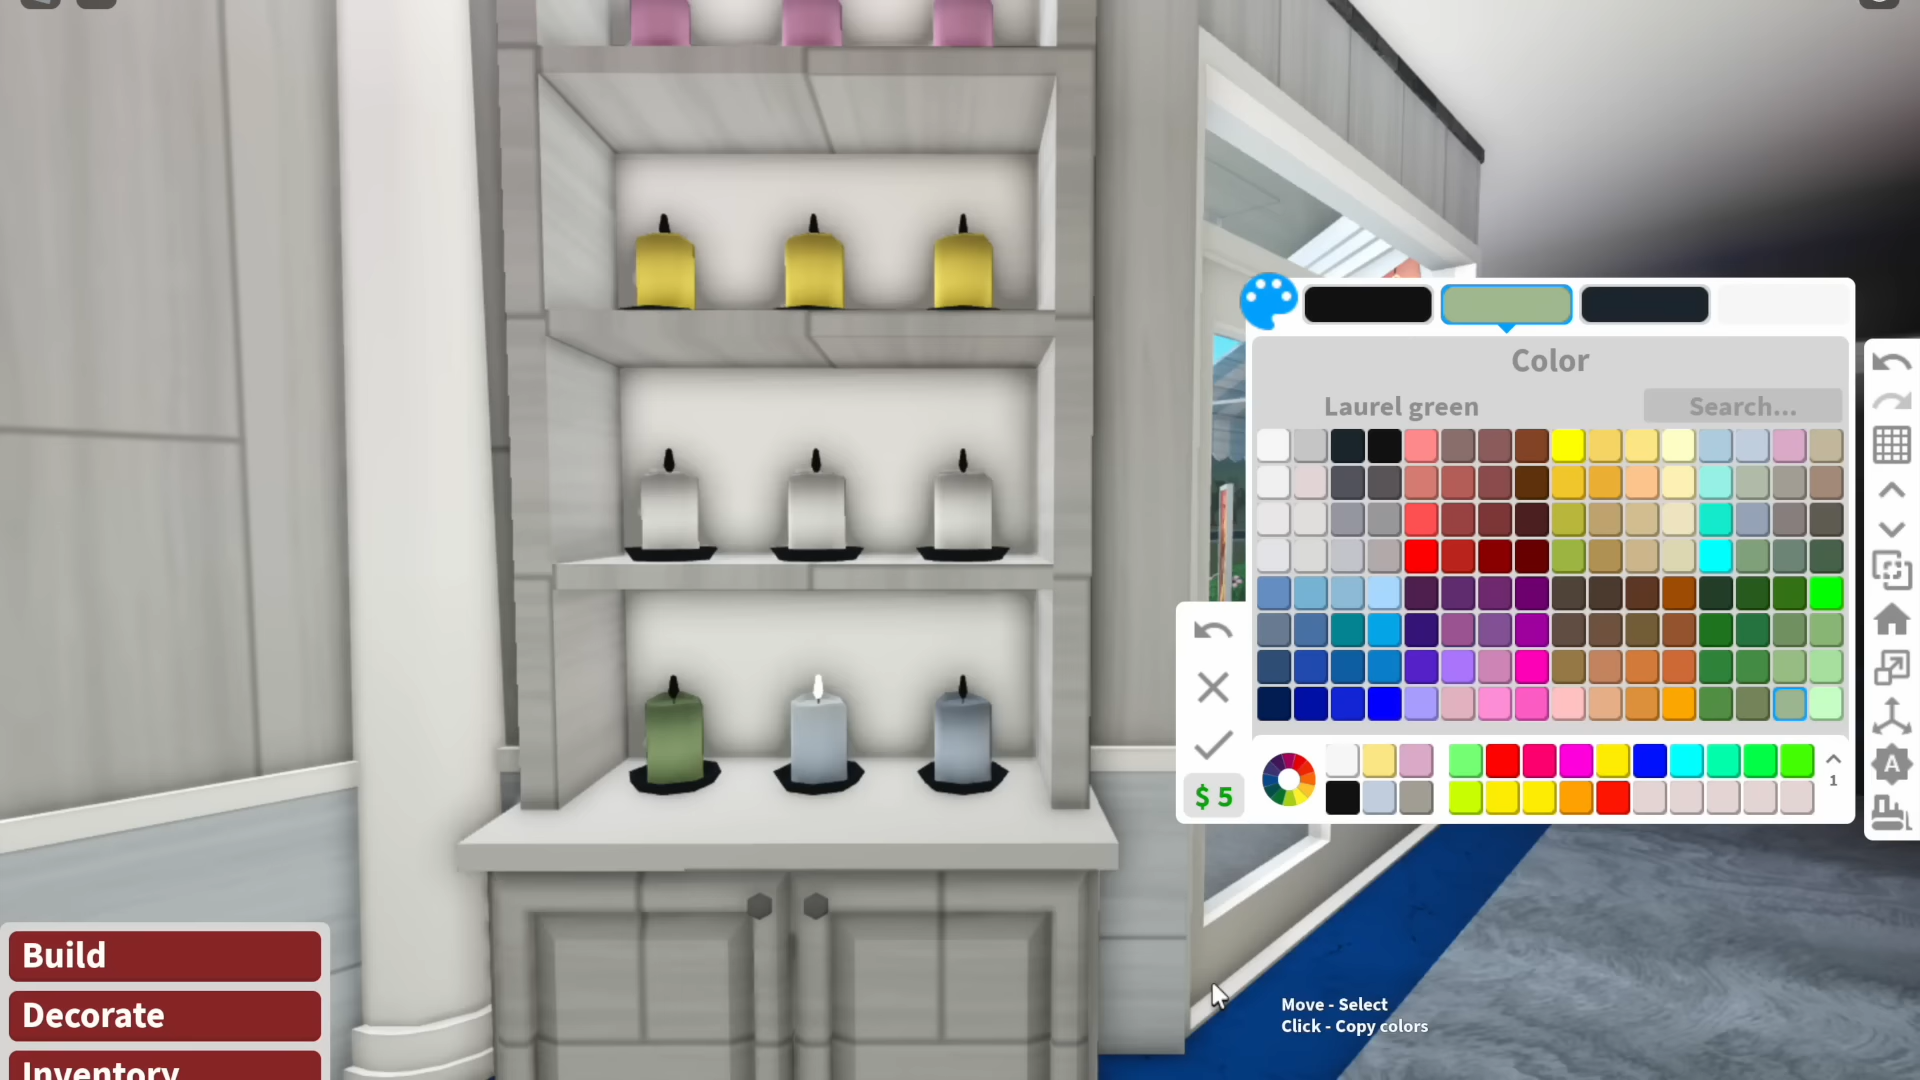 Color
Laurel green
Search...
1
$ 5
A
Build
Decorate
Inventory
Move - Select
Click - Copy colors